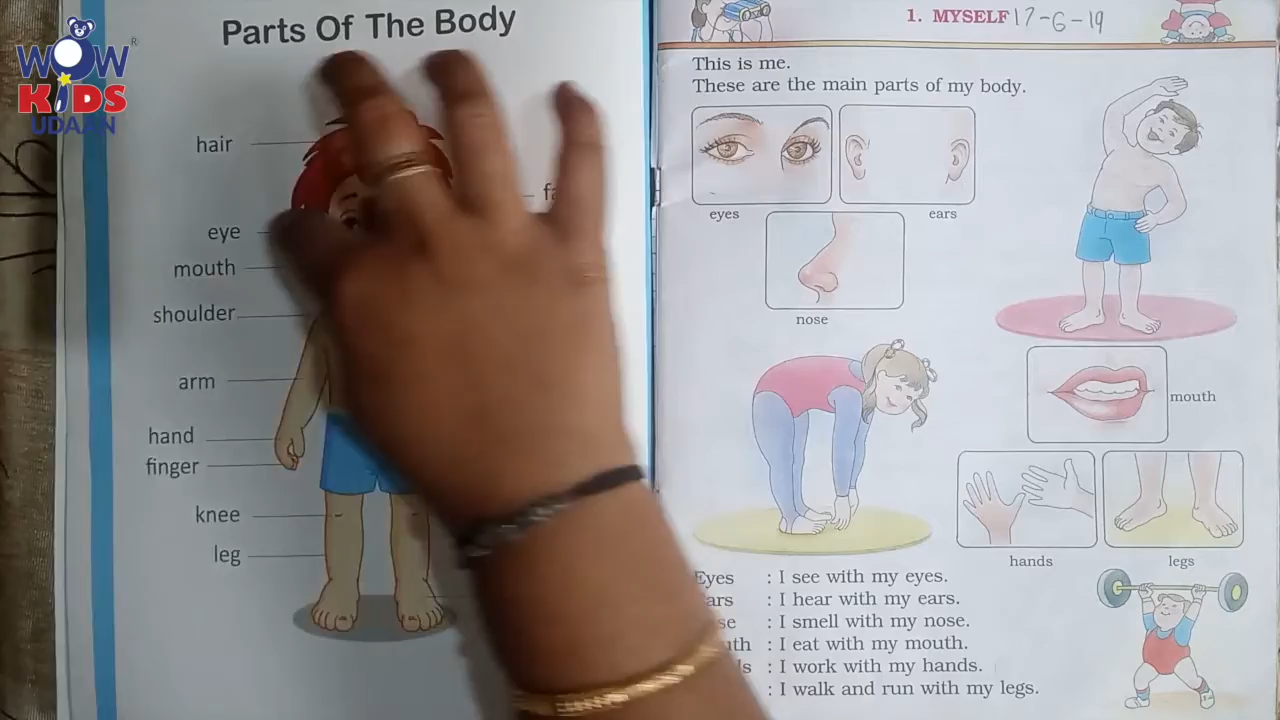 WOW
KiDS
UDAAN
Parts Of The Body
hair
eye
mouth
shoulder
arm
hand
finger
knee
leg
1. MYSELF 17-6-19
This is me.
These are the main parts of my body.
eyes
ears
nose
mouth
hands
legs
Eyes : I see with my eyes.
: I hear with my ears.
: I smell with my nose.
: I eat with my mouth.
: I work with my hands.
: I walk and run with my legs.